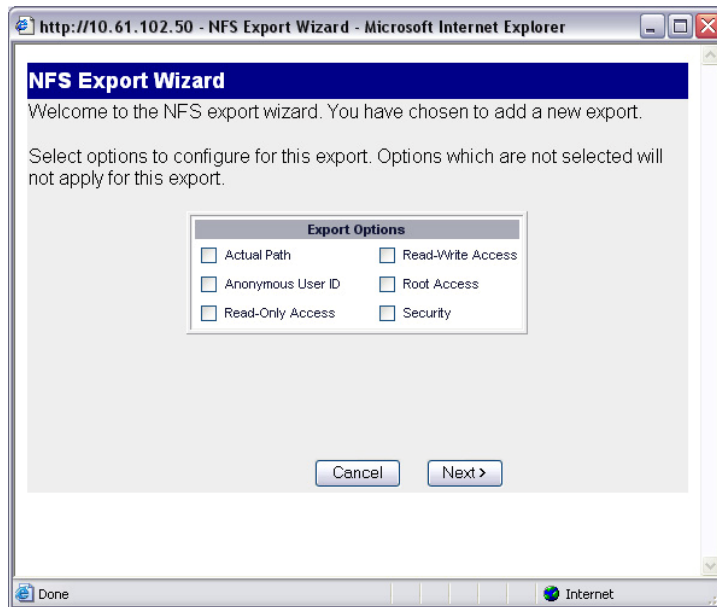 http://10.61.102.50 - NFS Export Wizard - Microsoft Internet Explorer
NFS Export Wizard
Welcome to the NFS export wizard. You have chosen to add a new export.
Select options to configure for this export. Options which are not selected will
not apply for this export.
Export Options
Actual Path
Read-Write Access
Anonymous User ID
Root Access
Read-Only Access
Security
Cancel
Next >
Done
Internet